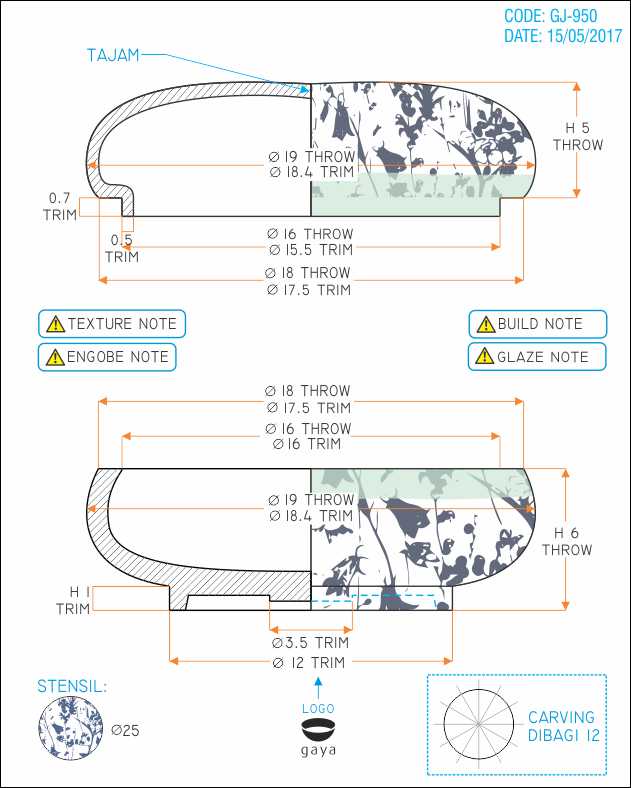 CODE: GJ-950
DATE: 15/05/2017
TAJAM
H 5
THROW
Ø 19 THROW
Ø 18.4 TRIM
0.7
TRIM
0.5
TRIM
Ø 16 THROW
Ø 15.5 TRIM
Ø 18 THROW
Ø 17.5 TRIM
TEXTURE NOTE
BUILD NOTE
ENGOBE NOTE
GLAZE NOTE
Ø 18 THROW
Ø 17.5 TRIM
Ø 16 THROW
Ø 16 TRIM
Ø 19 THROW
Ø 18.4 TRIM
H 6
THROW
H 1
TRIM
Ø3.5 TRIM
Ø 12 TRIM
STENSIL:
Ø25
LOGO
gaya
CARVING
DIBAGI 12